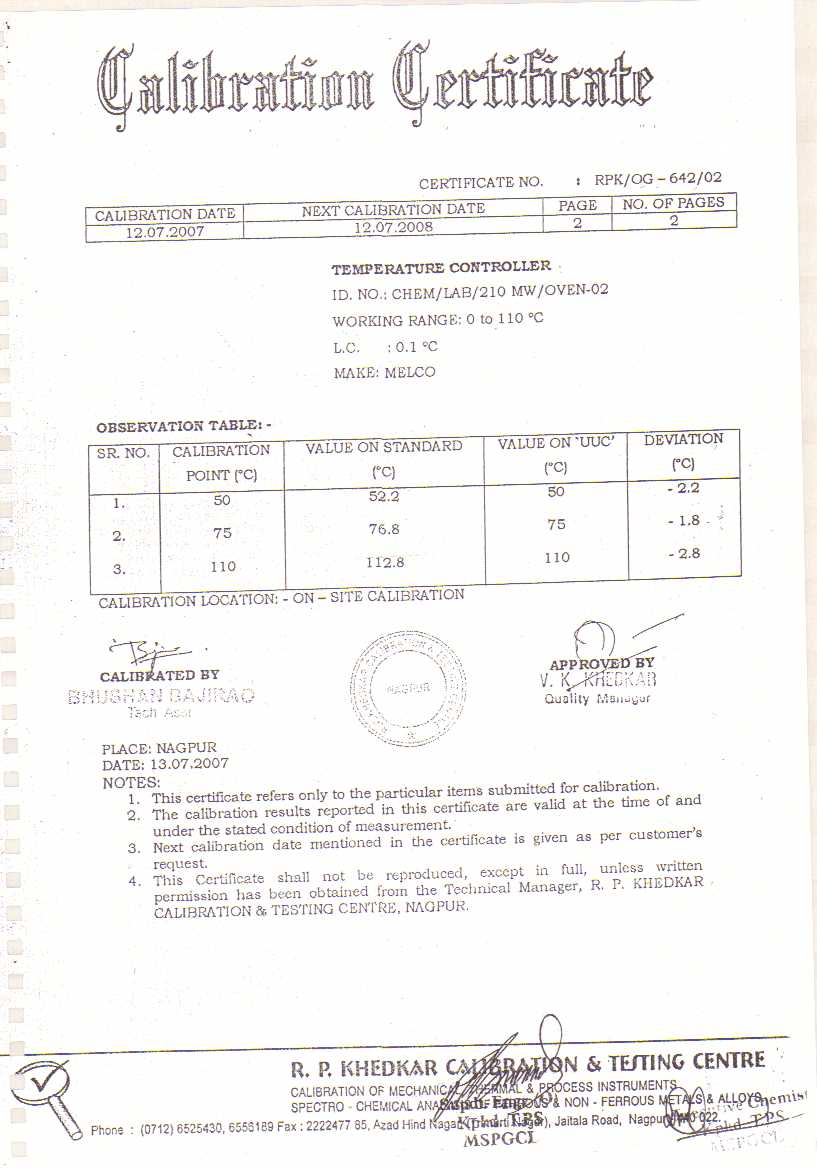 Calibration Certificate
CERTIFICATE NO. : RPK/OG – 642/02
CALIBRATION DATE NEXT CALIBRATION DATE PAGE NO. OF PAGES
12.07.2007 12.07.2008 2 2
TEMPERATURE CONTROLLER
ID. NO.: CHEM/LAB/210 MW/OVEN-02
WORKING RANGE: 0 to 110 °C
L.C. : 0.1 °C
MAKE: MELCO
OBSERVATION TABLE: -
SR. NO. CALIBRATION VALUE ON STANDARD VALUE ON 'UUC' DEVIATION
POINT (°C) (°C) (°C) (°C)
1. 50 52.2 50 - 2.2
2. 75 76.8 75 - 1.8
3. 110 112.8 110 - 2.8
CALIBRATION LOCATION: - ON – SITE CALIBRATION
NAGPUR
CALIBRATED BY APPROVED BY
BHUSHAN BAJIRAO V. K. KHEDKAR
Tech Asst Quality Manager
PLACE: NAGPUR
DATE: 13.07.2007
NOTES:
1. This certificate refers only to the particular items submitted for calibration.
2. The calibration results reported in this certificate are valid at the time of and
under the stated condition of measurement.
3. Next calibration date mentioned in the certificate is given as per customer's
request.
4. This Certificate shall not be reproduced, except in full, unless written
permission has been obtained from the Technical Manager, R. P. KHEDKAR
CALIBRATION & TESTING CENTRE, NAGPUR.
R. P. KHEDKAR CALIBRATION & TESTING CENTRE
CALIBRATION OF MECHANICAL, THERMAL & PROCESS INSTRUMENTS
SPECTRO - CHEMICAL & NON - FERROUS METALS & ALLOYS
Phone : (0712) 6525430, 6556189 Fax : 2222477 85, Azad Hind Nagar (Trimurti Nagar), Jaitala Road, Nagpur 022.
Supdt. Engg (O)
Kphd TPS
MSPGCL
Chemist
TPS
MSPGCL